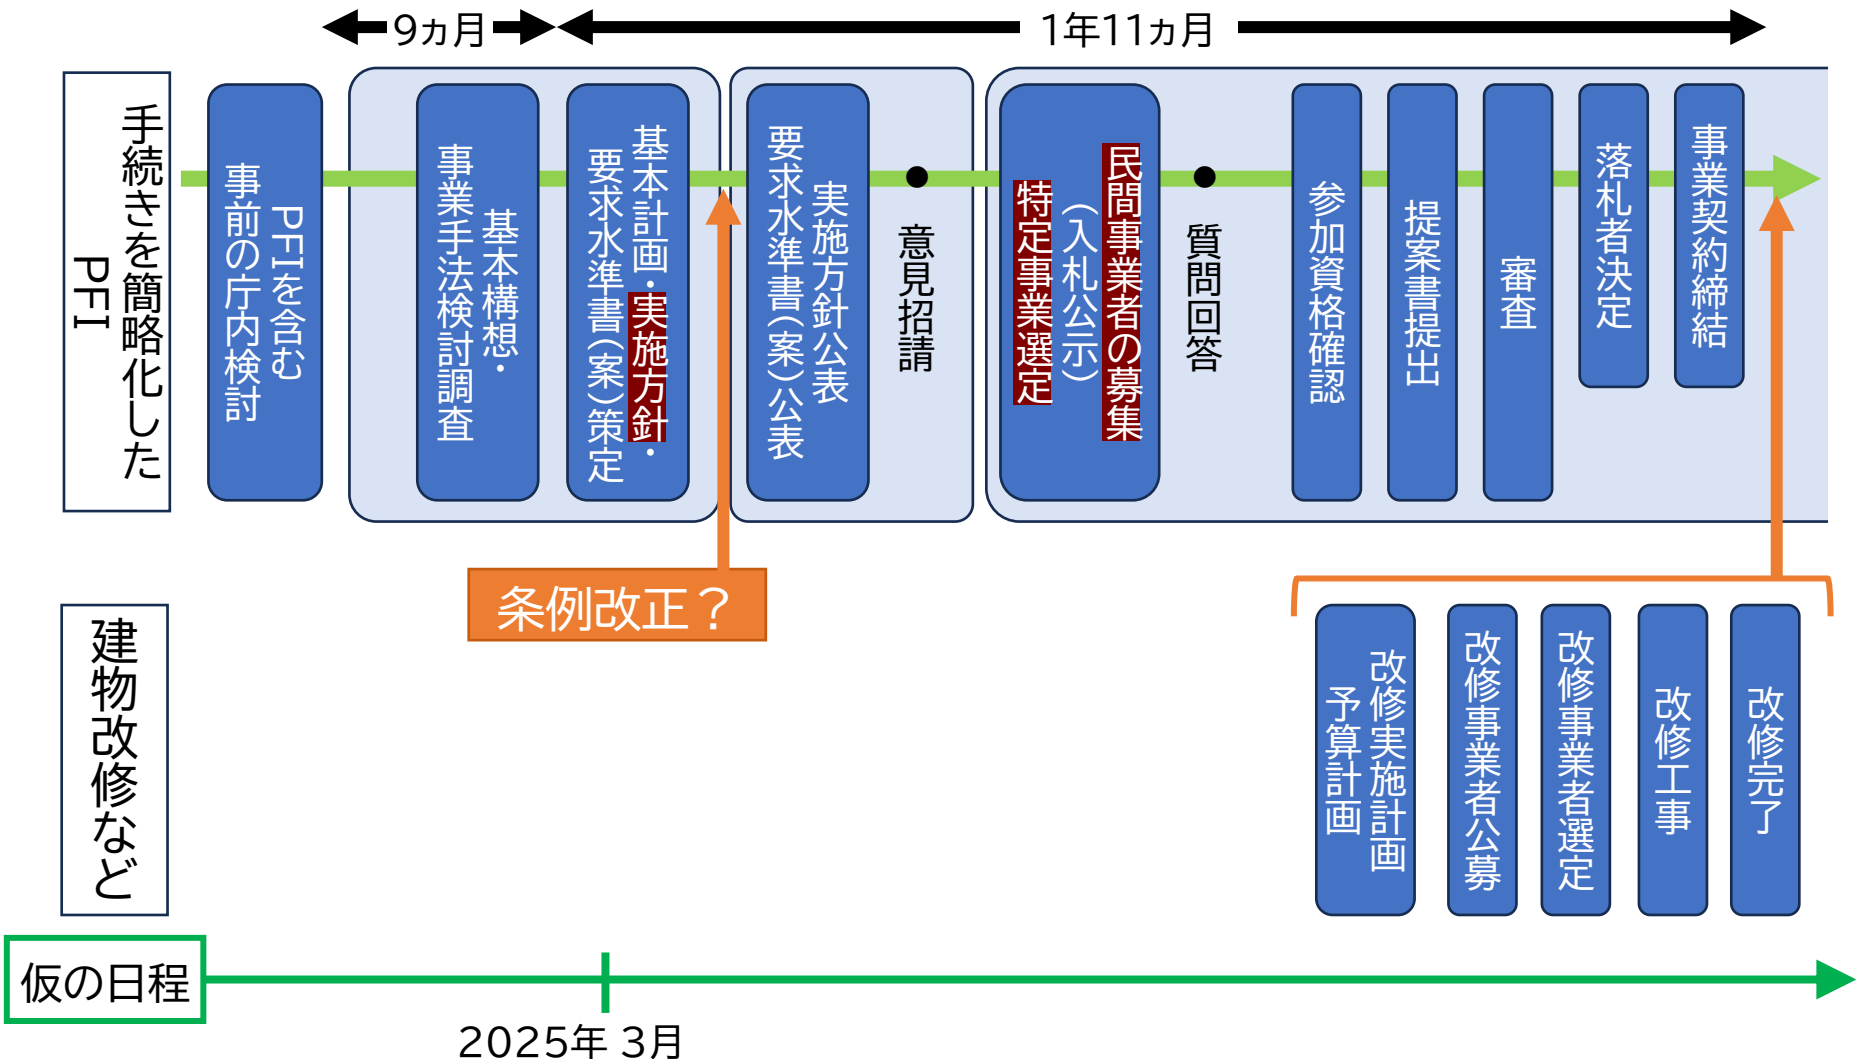 9ヵ月
1年11ヵ月
手続きを簡略化した
PFI
PFIを含む
事前の庁内検討
基本構想・
事業手法検討調査
基本計画・実施方針・
要求水準書（案）策定
実施方針公表
要求水準書（案）公表
意見招請
民間事業者の募集
（入札公示）
特定事業選定
質問回答
参加資格確認
提案書提出
審査
落札者決定
事業契約締結
条例改正？
建物改修など
改修実施計画
予算計画
改修事業者公募
改修事業者選定
改修工事
改修完了
仮の日程
2025年 3月